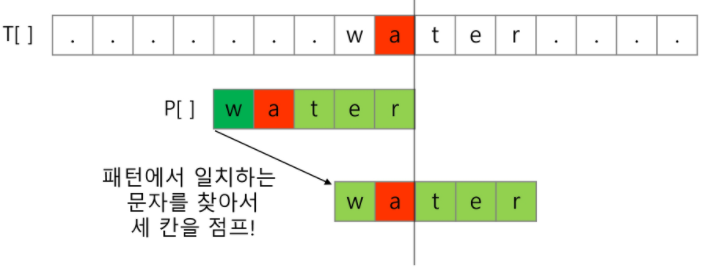 T[ ] . . . . . . . w a t e r . . . .
P[ ] w a t e r
패턴에서 일치하는
문자를 찾아서
세 칸을 점프!
w a t e r